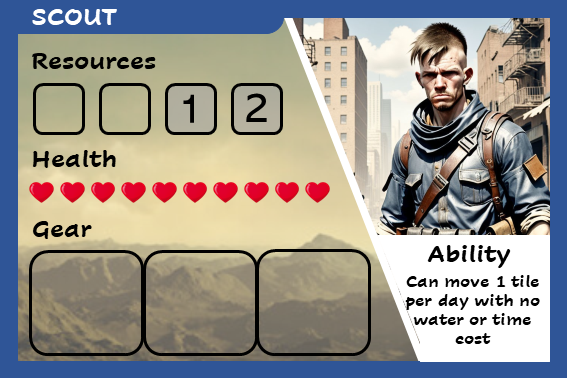 SCOUT
Resources
1 2
Health
Gear
Ability
Can move 1 tile
per day with no
water or time
cost